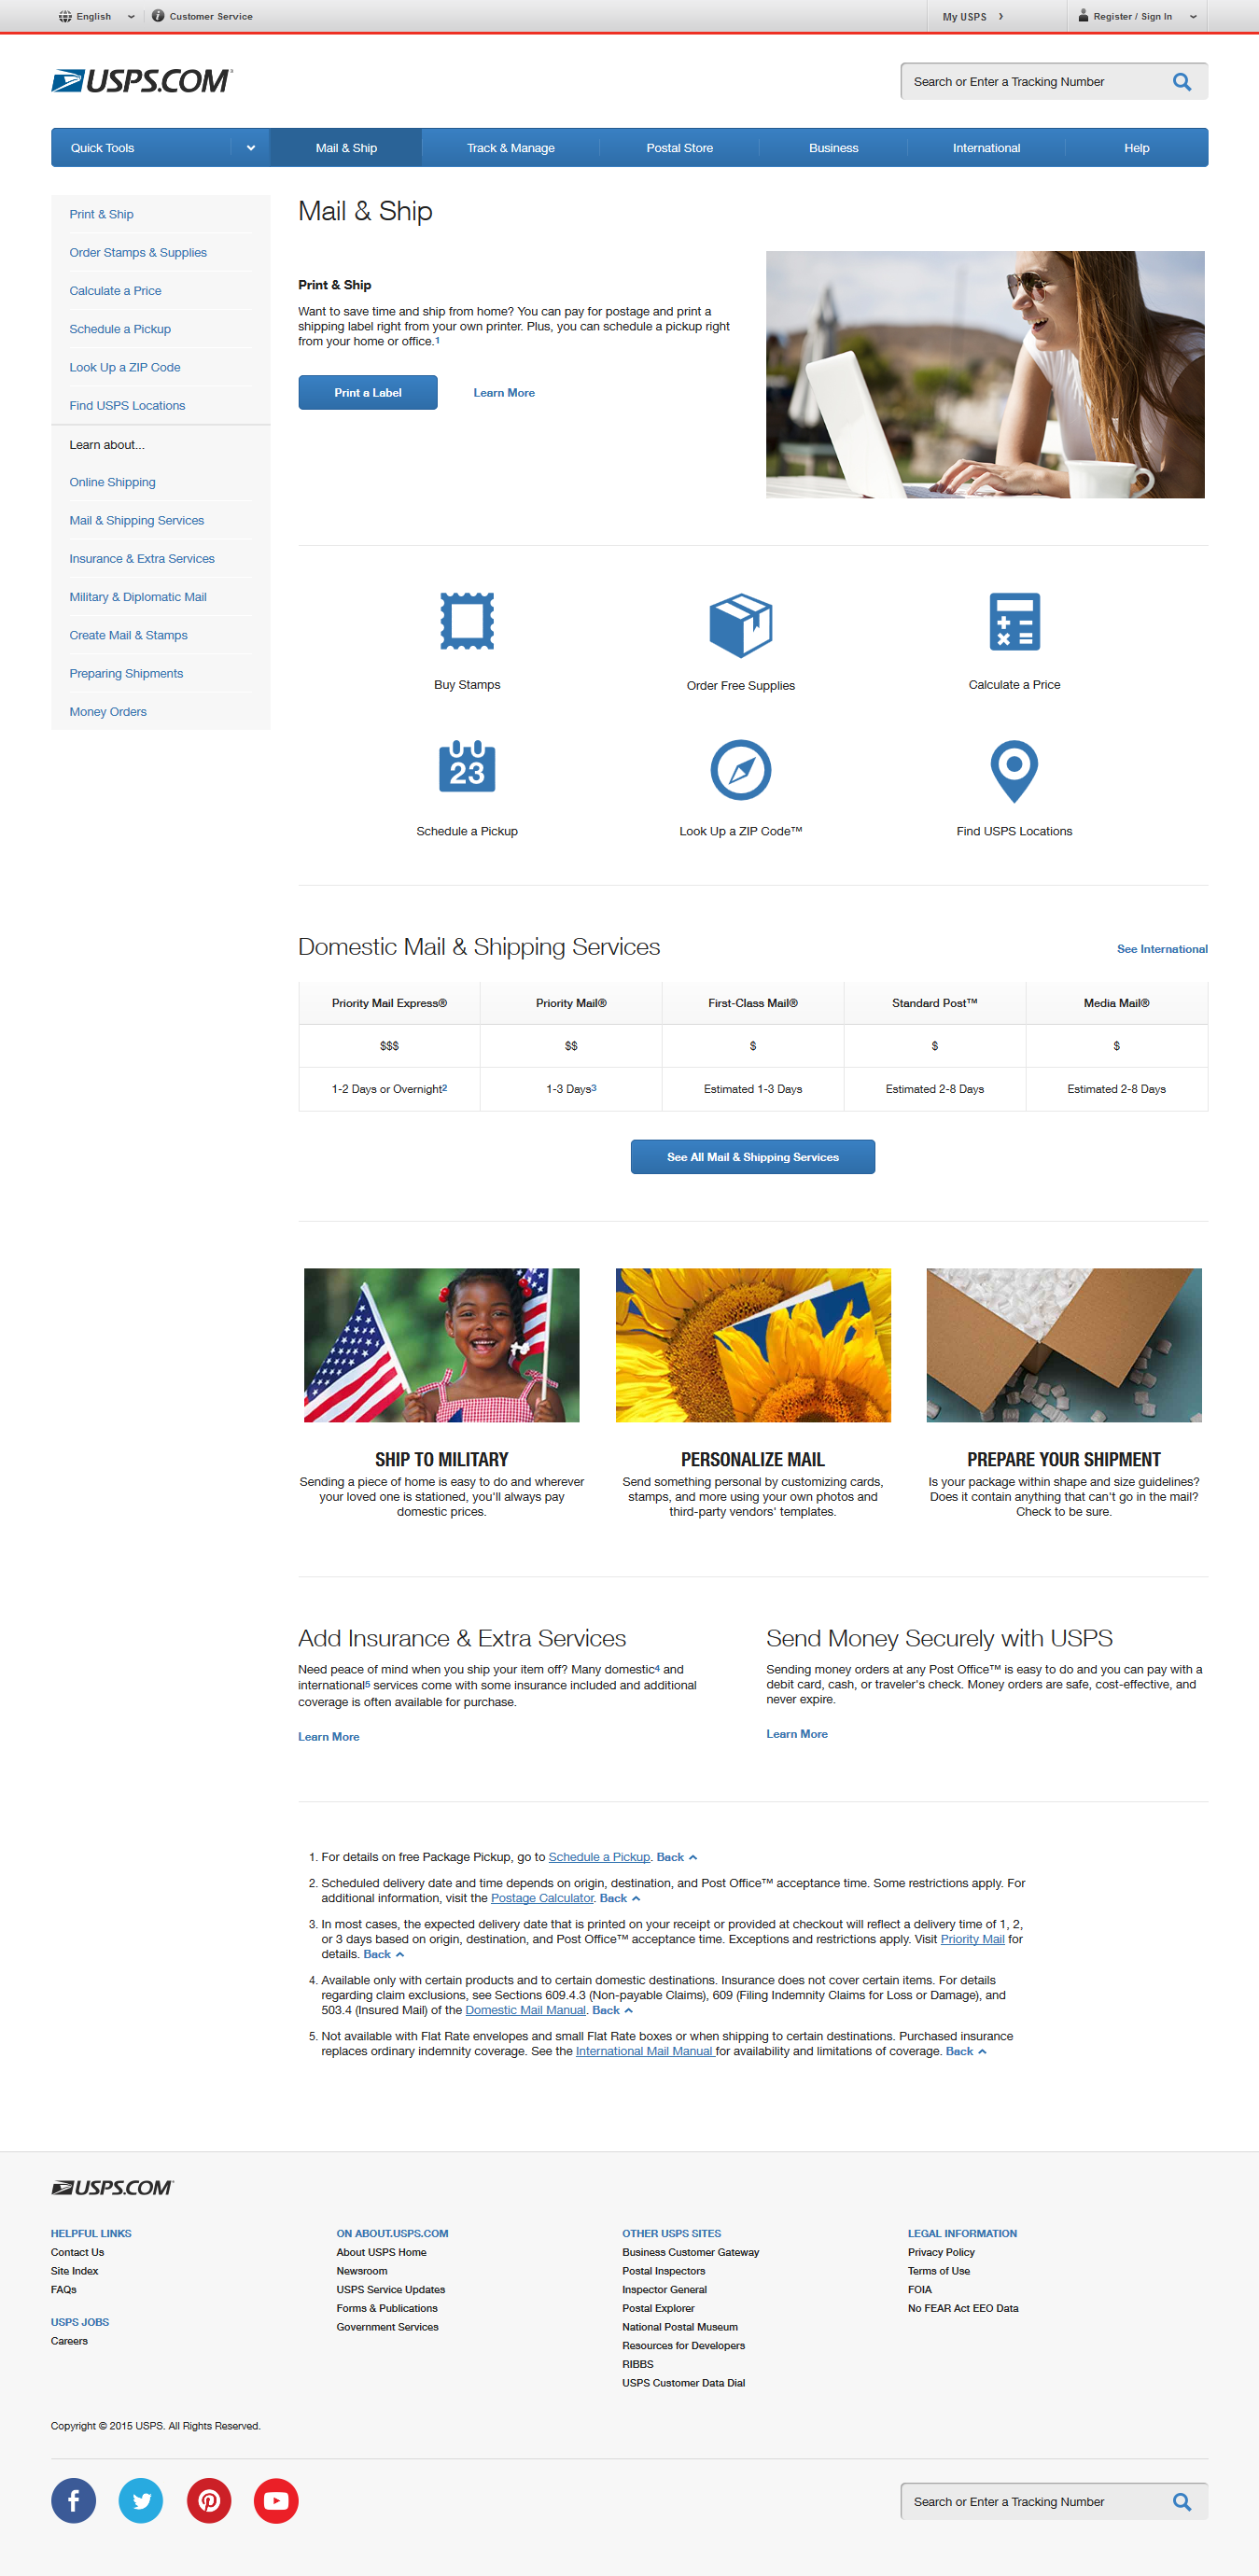 English
Customer Service
My USPS
Register / Sign In
USPS.COM®
Search or Enter a Tracking Number
Quick Tools
Mail & Ship
Track & Manage
Postal Store
Business
International
Help
Print & Ship
Order Stamps & Supplies
Calculate a Price
Schedule a Pickup
Look Up a ZIP Code
Find USPS Locations
Learn about...
Online Shipping
Mail & Shipping Services
Insurance & Extra Services
Military & Diplomatic Mail
Create Mail & Stamps
Preparing Shipments
Money Orders
Mail & Ship
Print & Ship
Want to save time and ship from home? You can pay for postage and print a
shipping label right from your own printer. Plus, you can schedule a pickup right
from your home or office.1
Print a Label
Learn More
Buy Stamps
Order Free Supplies
Calculate a Price
23
Schedule a Pickup
Look Up a ZIP Code™
Find USPS Locations
Domestic Mail & Shipping Services
See International
Priority Mail Express®
Priority Mail®
First-Class Mail®
Standard Post™
Media Mail®
$$$
$$
$
$
$
1-2 Days or Overnight2
1-3 Days3
Estimated 1-3 Days
Estimated 2-8 Days
Estimated 2-8 Days
See All Mail & Shipping Services
SHIP TO MILITARY
Sending a piece of home is easy to do and wherever
your loved one is stationed, you'll always pay
domestic prices.
PERSONALIZE MAIL
Send something personal by customizing cards,
stamps, and more using your own photos and
third-party vendors' templates.
PREPARE YOUR SHIPMENT
Is your package within shape and size guidelines?
Does it contain anything that can't go in the mail?
Check to be sure.
Add Insurance & Extra Services
Need peace of mind when you ship your item off? Many domestic4 and
international5 services come with some insurance included and additional
coverage is often available for purchase.
Learn More
Send Money Securely with USPS
Sending money orders at any Post Office™ is easy to do and you can pay with a
debit card, cash, or traveler's check. Money orders are safe, cost-effective, and
never expire.
Learn More
1. For details on free Package Pickup, go to Schedule a Pickup. Back
2. Scheduled delivery date and time depends on origin, destination, and Post Office™ acceptance time. Some restrictions apply. For
additional information, visit the Postage Calculator. Back
3. In most cases, the expected delivery date that is printed on your receipt or provided at checkout will reflect a delivery time of 1, 2,
or 3 days based on origin, destination, and Post Office™ acceptance time. Exceptions and restrictions apply. Visit Priority Mail for
details. Back
4. Available only with certain products and to certain domestic destinations. Insurance does not cover certain items. For details
regarding claim exclusions, see Sections 609.4.3 (Non-payable Claims), 609 (Filing Indemnity Claims for Loss or Damage), and
503.4 (Insured Mail) of the Domestic Mail Manual. Back
5. Not available with Flat Rate envelopes and small Flat Rate boxes or when shipping to certain destinations. Purchased insurance
replaces ordinary indemnity coverage. See the International Mail Manual for availability and limitations of coverage. Back
USPS.COM®
HELPFUL LINKS
Contact Us
Site Index
FAQs
USPS JOBS
Careers
ON ABOUT.USPS.COM
About USPS Home
Newsroom
USPS Service Updates
Forms & Publications
Government Services
OTHER USPS SITES
Business Customer Gateway
Postal Inspectors
Inspector General
Postal Explorer
National Postal Museum
Resources for Developers
RIBBS
USPS Customer Data Dial
LEGAL INFORMATION
Privacy Policy
Terms of Use
FOIA
No FEAR Act EEO Data
Copyright © 2015 USPS. All Rights Reserved.
Search or Enter a Tracking Number